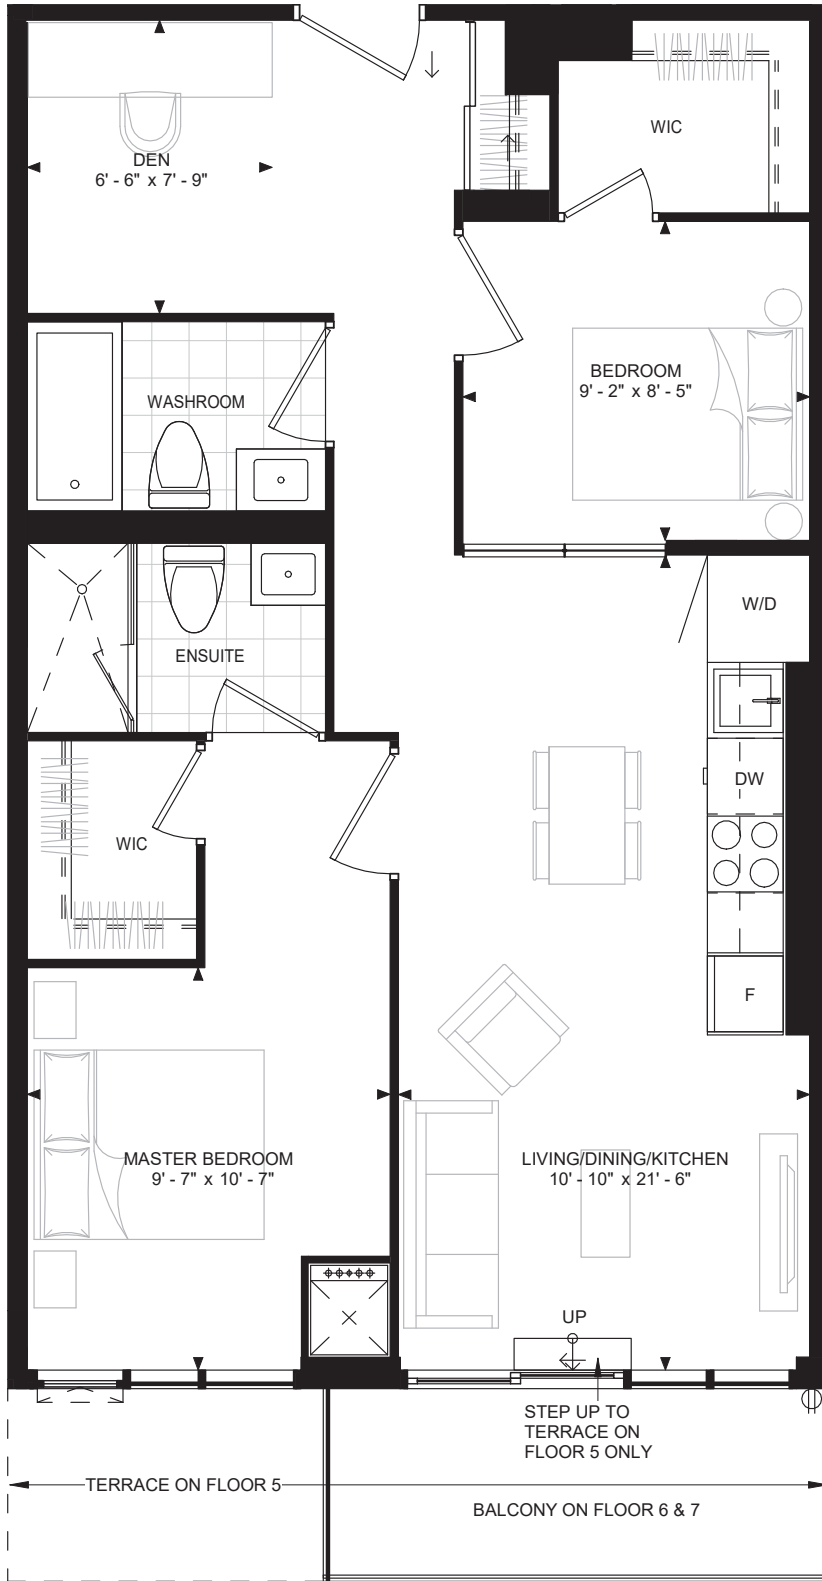 WIC
DEN
6' - 6" x 7' - 9"
BEDROOM
9' - 2" x 8' - 5"
WASHROOM
W/D
ENSUITE
DW
WIC
F
MASTER BEDROOM
9' - 7" x 10' - 7"
LIVING/DINING/KITCHEN
10' - 10" x 21' - 6"
UP
STEP UP TO
TERRACE ON
FLOOR 5 ONLY
TERRACE ON FLOOR 5
BALCONY ON FLOOR 6 & 7